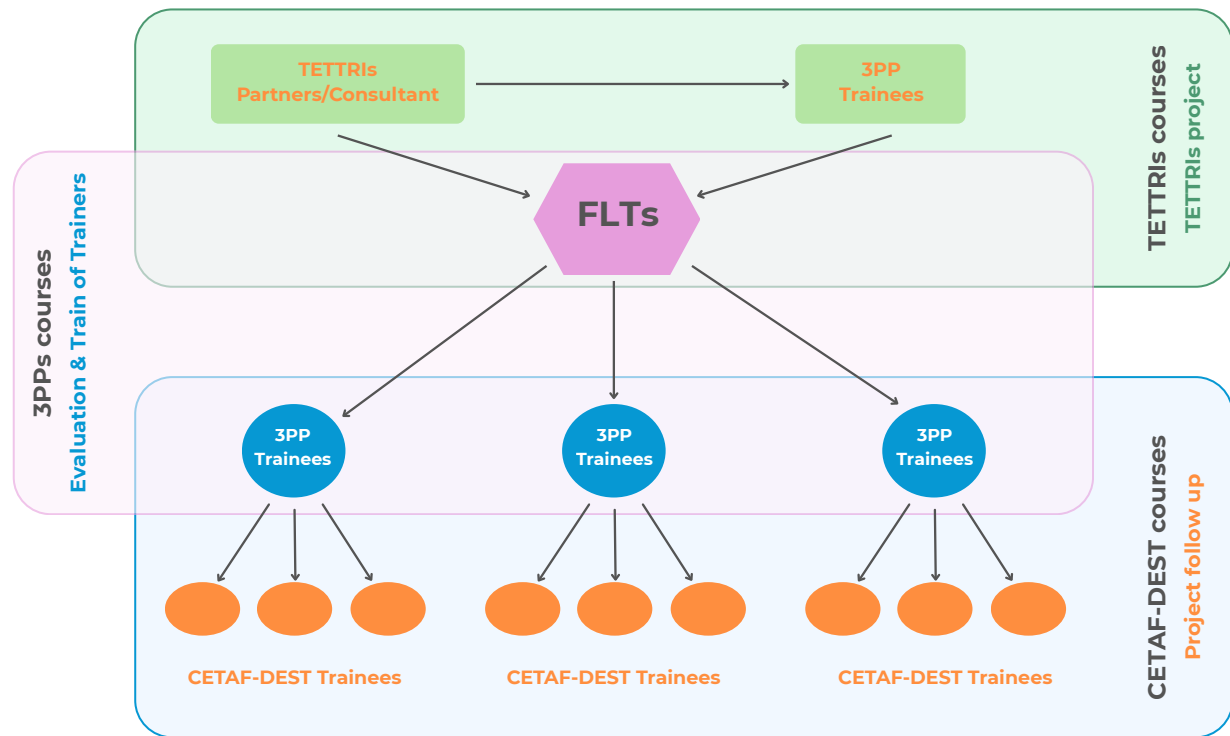 TETTRIs
Partners/Consultant
3PP
Trainees
TETTRIs courses
TETTRIs project
FLTs
3PPs courses
Evaluation & Train of Trainers
3PP
Trainees
3PP
Trainees
3PP
Trainees
CETAF-DEST courses
Project follow up
CETAF-DEST Trainees
CETAF-DEST Trainees
CETAF-DEST Trainees